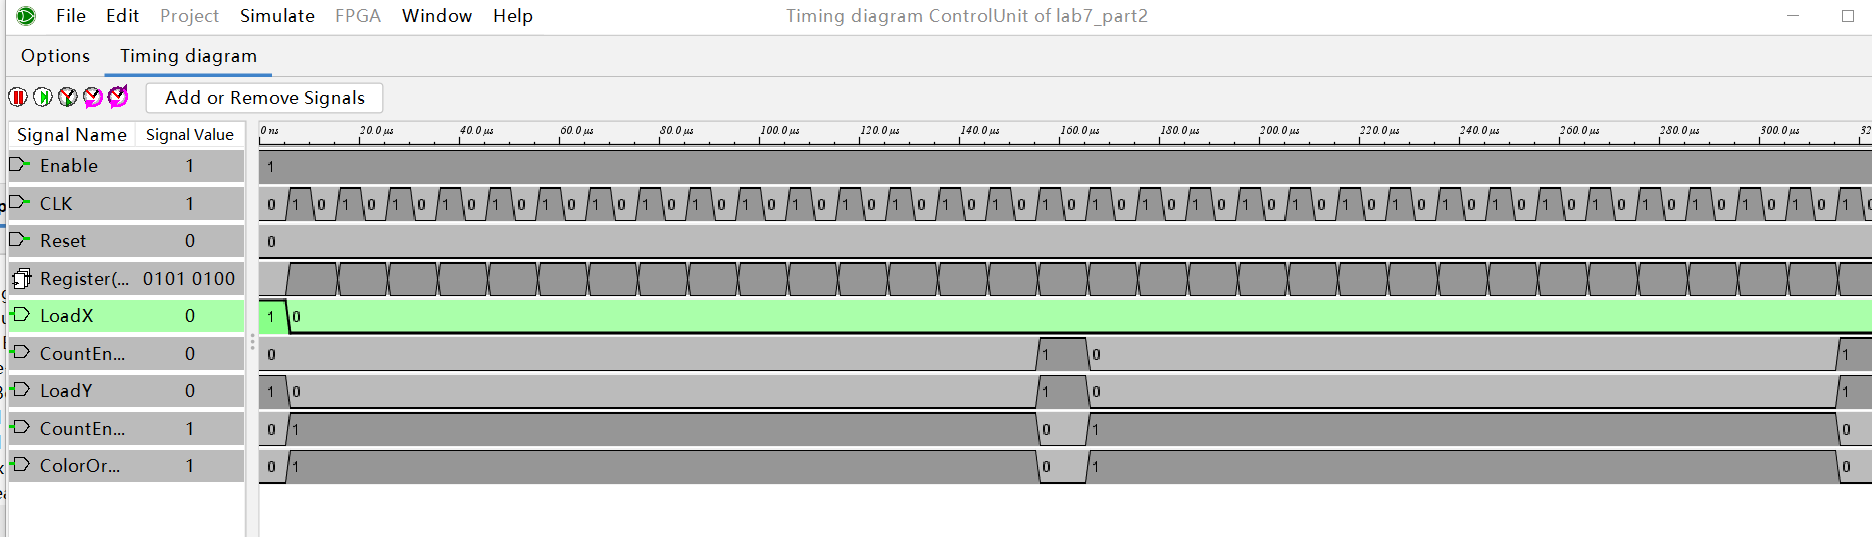 File Edit Project Simulate FPGA Window Help Timing diagram ControlUnit of lab7_part2
Options Timing diagram
Add or Remove Signals
Signal Name Signal Value 0 ns 20.0 µs 40.0 µs 60.0 µs 80.0 µs 100.0 µs 120.0 µs 140.0 µs 160.0 µs 180.0 µs 200.0 µs 220.0 µs 240.0 µs 260.0 µs 280.0 µs 300.0 µs 32
Enable 1 1
CLK 1 0 1 0 1 0 1 0 1 0 1 0 1 0 1 0 1 0 1 0 1 0 1 0 1 0 1 0 1 0 1 0 1 0 1 0 1 0 1 0 1 0 1 0 1 0 1 0 1 0 1 0 1 0 1 0 1 0 1 0 1 0 1 0 1 0
Reset 0 0
Register(... 0101 0100
LoadX 0 1 0
CountEn... 0 0 1 0 1
LoadY 0 1 0 1 0 1
CountEn... 1 0 1 0 1 0
ColorOr... 1 0 1 0 1 0